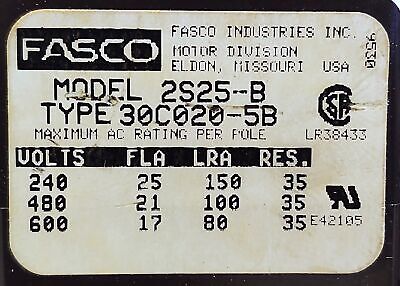 FASCO
FASCO INDUSTRIES INC.
MOTOR DIVISION
ELDON, MISSOURI USA
9530
MODEL 2S25-B
TYPE 30C020-5B
MAXIMUM AC RATING PER POLE
LR38433
VOLTS FLA LRA RES.
240 25 150 35
480 21 100 35
600 17 80 35
E42105